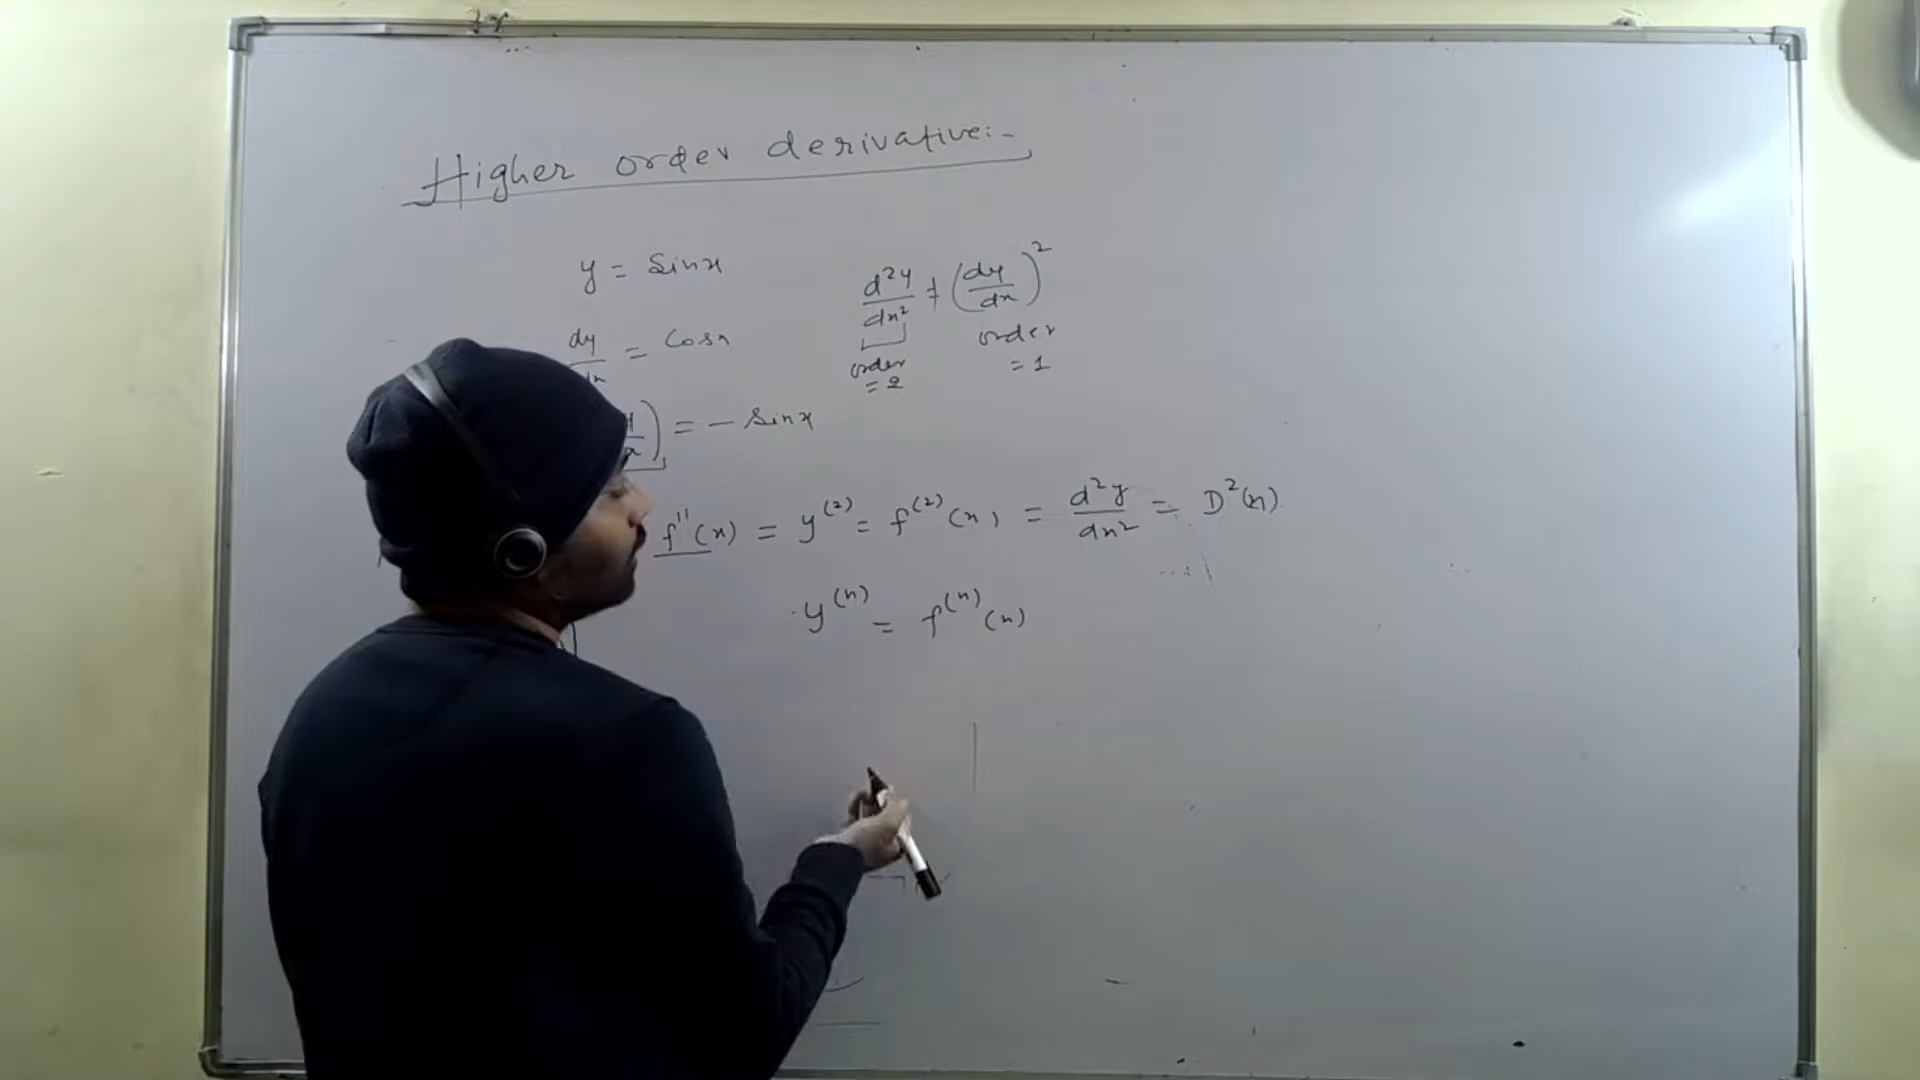 Higher order derivative:-
y = Sinx
d²y/dx² ≠ (dy/dx)²
order = 2
order = 1
dy/dx = Cosx
= - Sinx
f''(x) = y⁽²⁾ = f⁽²⁾(x) = d²y/dx² = D²(x)
y⁽ⁿ⁾ = f⁽ⁿ⁾(x)